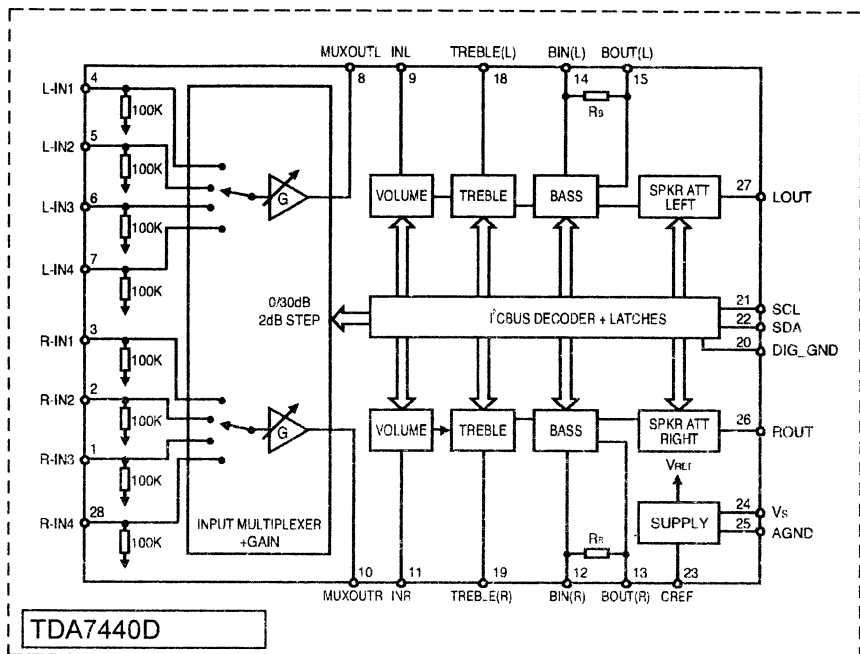 MUXOUTL INL TREBLE(L) BIN(L) BOUT(L)
8 9 18 14 15
L-IN1 4
100K
L-IN2 5
100K
L-IN3 6
100K
L-IN4 7
100K
G
RB
VOLUME TREBLE BASS SPKR ATT LEFT 27 LOUT
0/30dB
2dB STEP
I²CBUS DECODER + LATCHES
21 SCL
22 SDA
20 DIG_GND
R-IN1 3
100K
R-IN2 2
100K
R-IN3 1
100K
R-IN4 28
100K
G
VOLUME TREBLE BASS SPKR ATT RIGHT 26 ROUT
VREF
SUPPLY
24 Vs
25 AGND
INPUT MULTIPLEXER
+GAIN
RB
10 11 19 12 13 23
MUXOUTR INR TREBLE(R) BIN(R) BOUT(R) CREF
TDA7440D